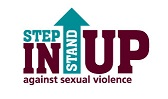 STEP
IN STAND UP
against sexual violence